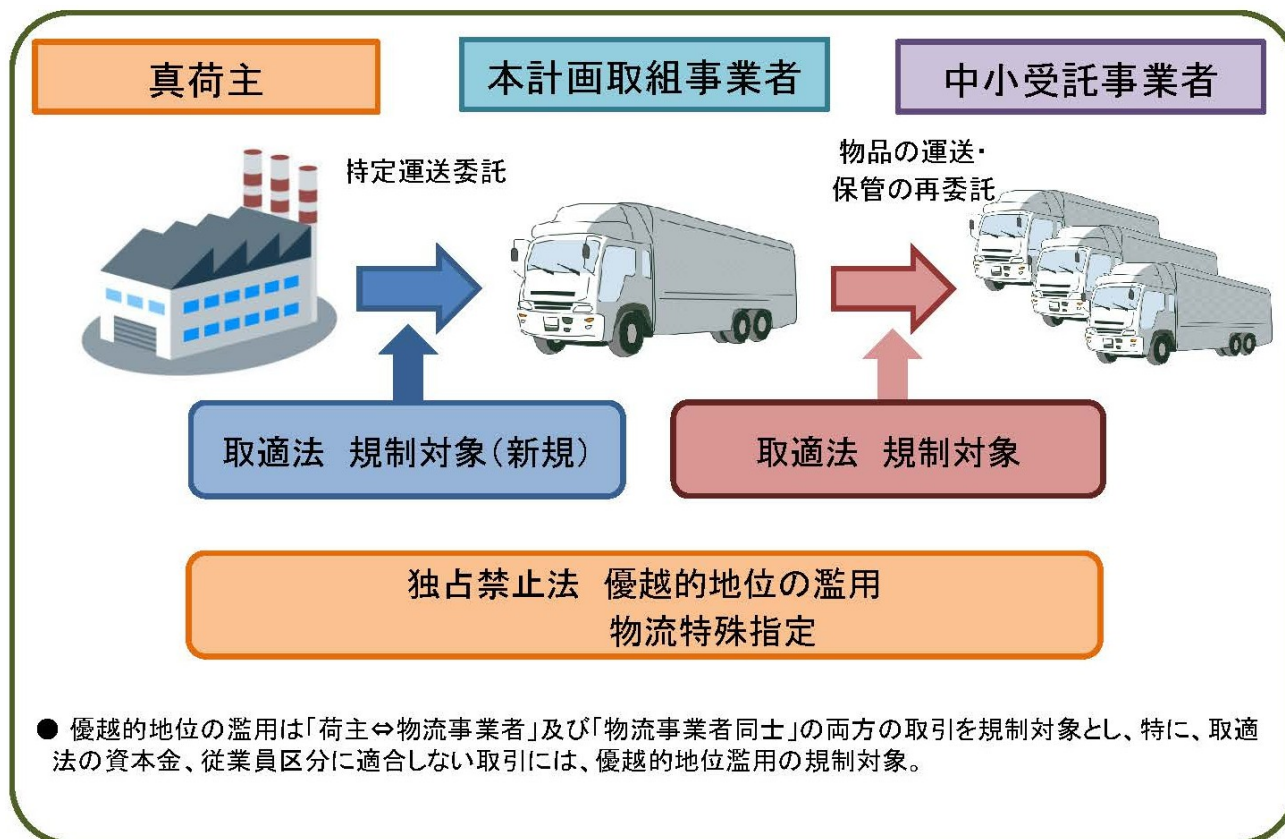 真荷主
本計画取組事業者
中小受託事業者
特定運送委託
物品の運送・
保管の再委託
取適法 規制対象(新規)
取適法 規制対象
独占禁止法 優越的地位の濫用
物流特殊指定
● 優越的地位の濫用は「荷主⇔物流事業者」及び「物流事業者同士」の両方の取引を規制対象とし、特に、取適
法の資本金、従業員区分に適合しない取引には、優越的地位濫用の規制対象。